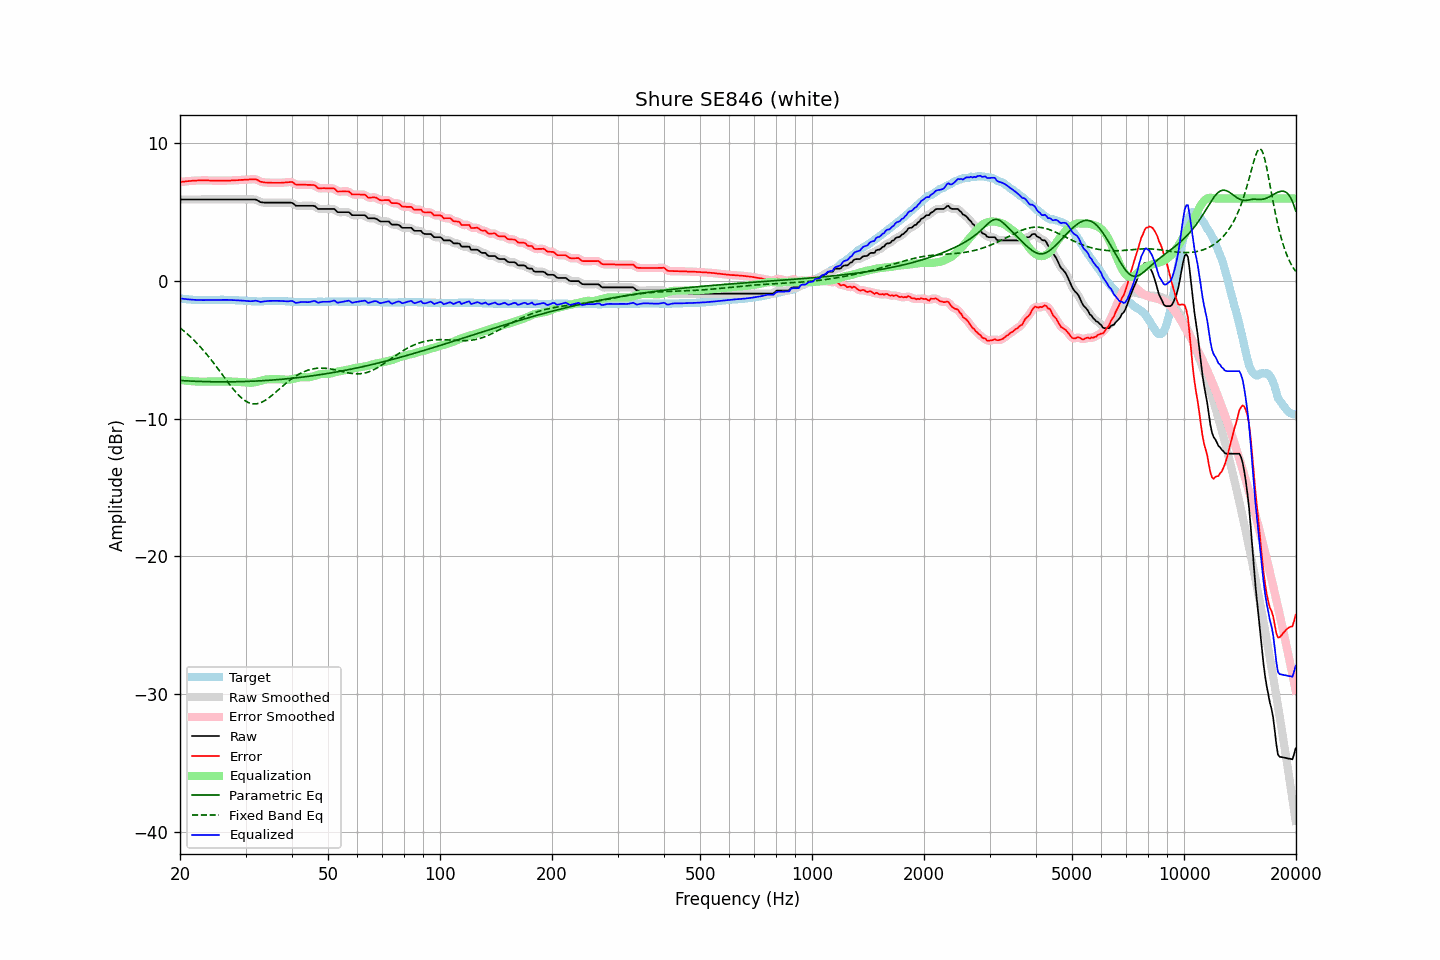 Shure SE846 (white)
Amplitude (dBr)
10
0
−10
−20
−30
−40
Target
Raw Smoothed
Error Smoothed
Raw
Error
Equalization
Parametric Eq
Fixed Band Eq
Equalized
20 50 100 200 500 1000 2000 5000 10000 20000
Frequency (Hz)